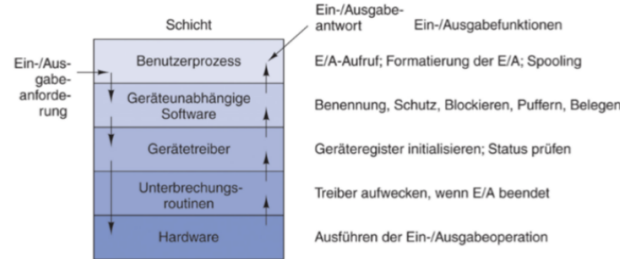 Schicht
Ein-/Ausgabe-
antwort
Ein-/Ausgabefunktionen
Ein-/Aus-
gabe-
anforde-
rung
Benutzerprozess
E/A-Aufruf; Formatierung der E/A; Spooling
Geräteunabhängige
Software
Benennung, Schutz, Blockieren, Puffern, Belegen
Gerätetreiber
Geräteregister initialisieren; Status prüfen
Unterbrechungs-
routinen
Treiber aufwecken, wenn E/A beendet
Hardware
Ausführen der Ein-/Ausgabeoperation